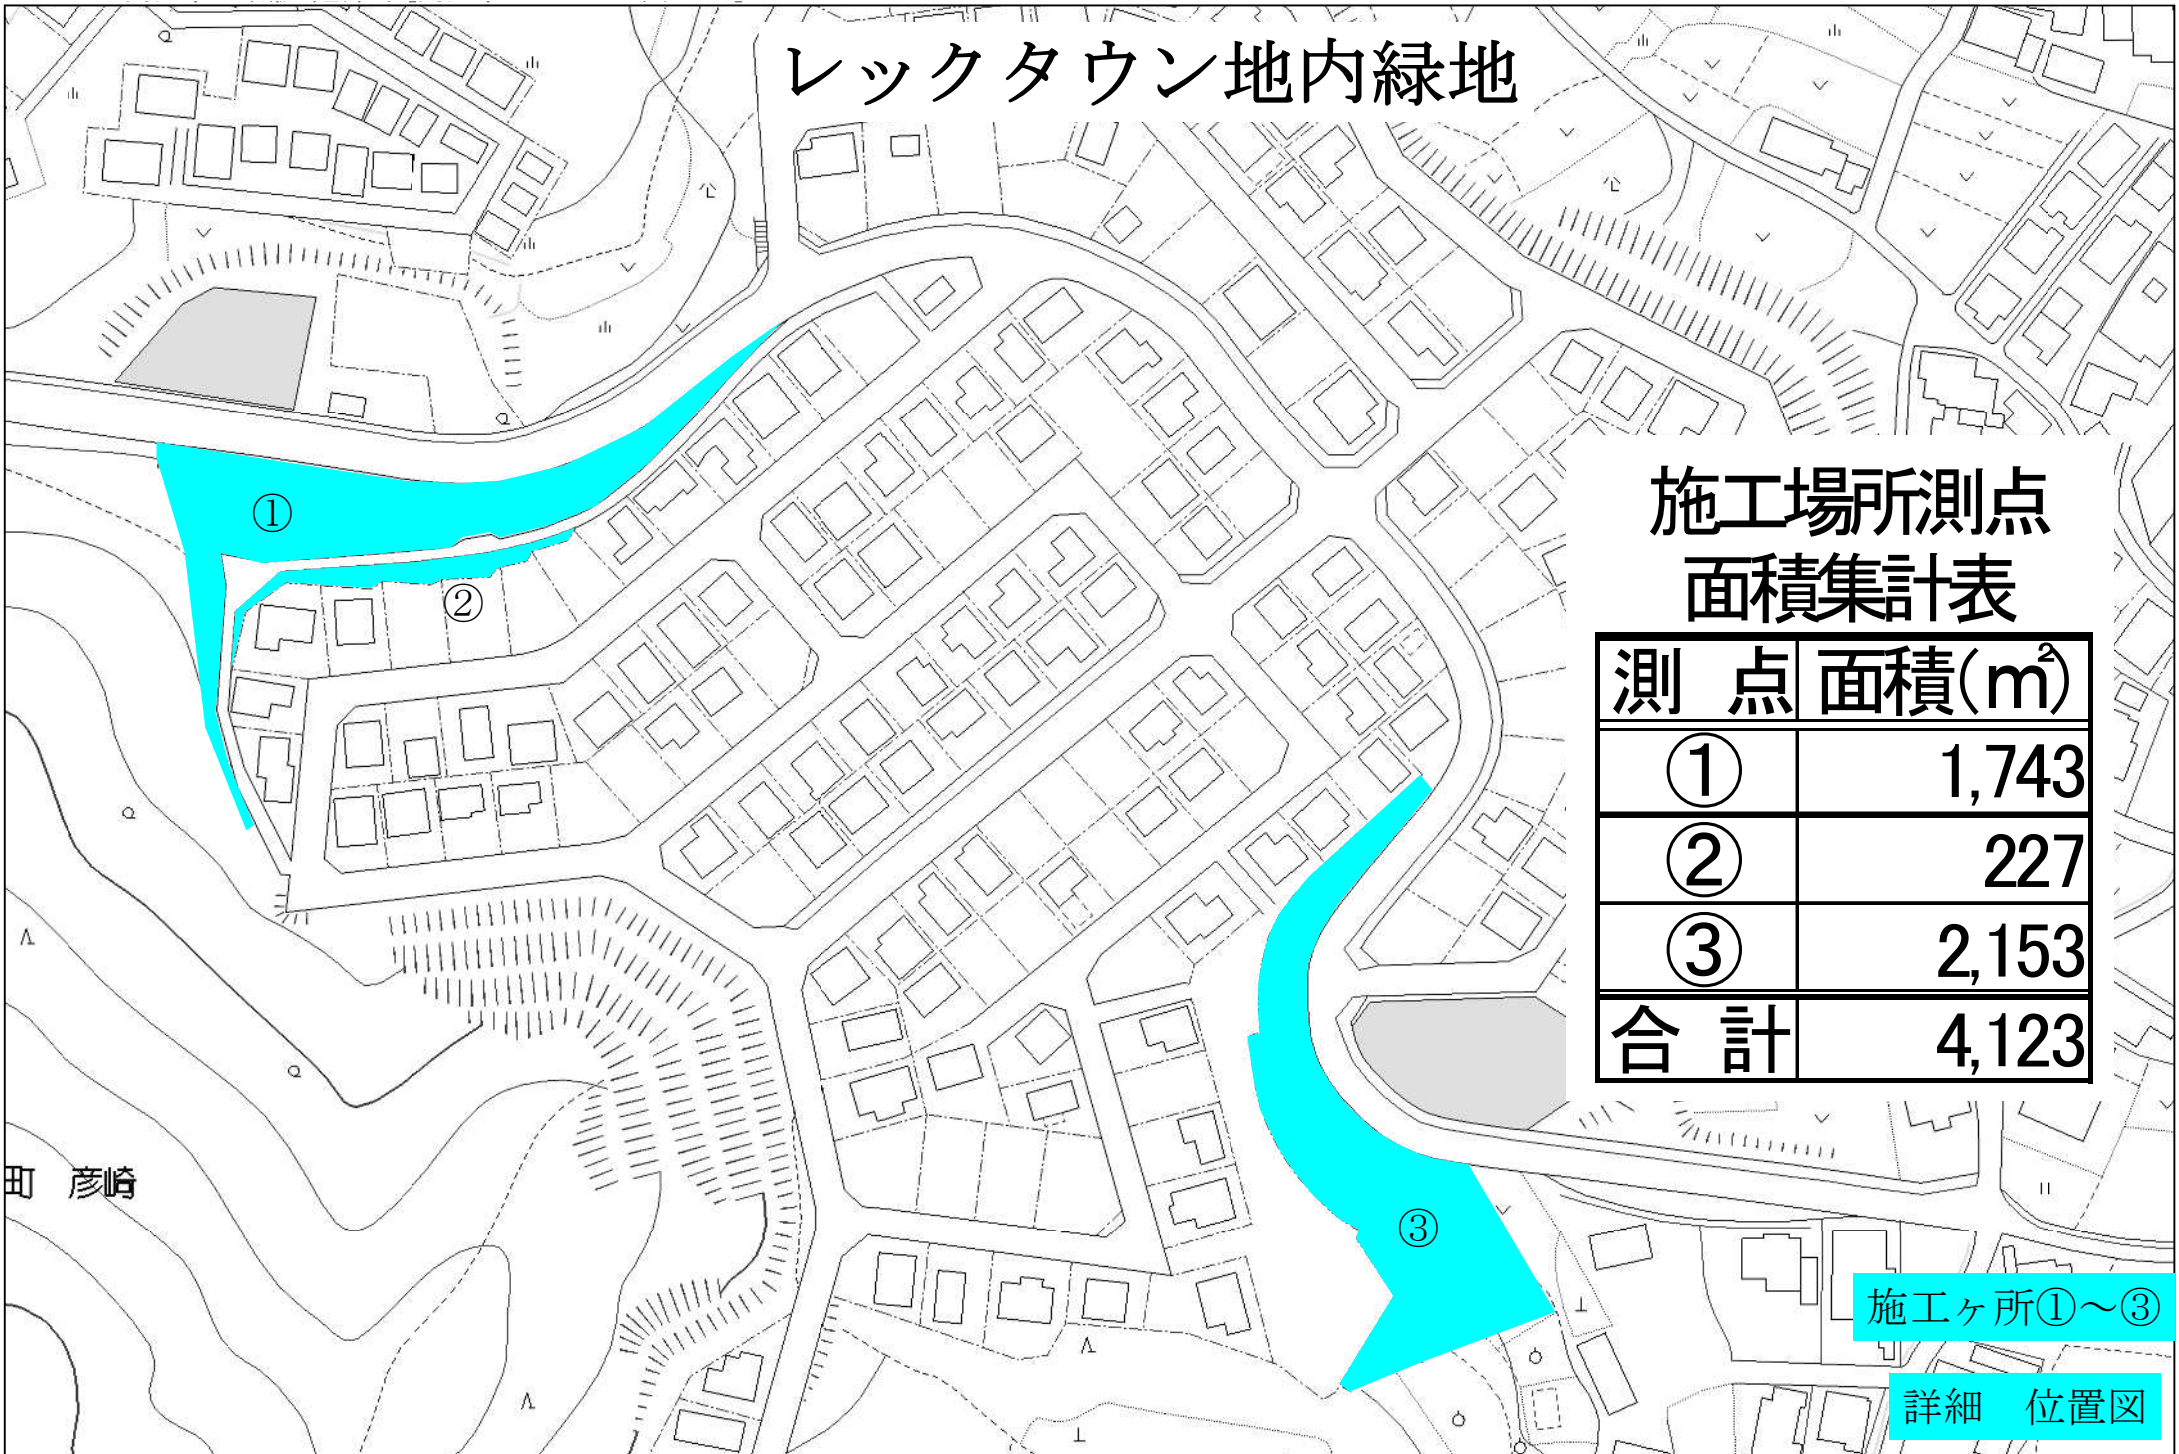 レックタウン地内緑地
①
②
施工場所測点
面積集計表
測 点 面積(㎡)
① 1,743
② 227
③ 2,153
合 計 4,123
町 彦崎
③
施工ヶ所①～③
詳細 位置図